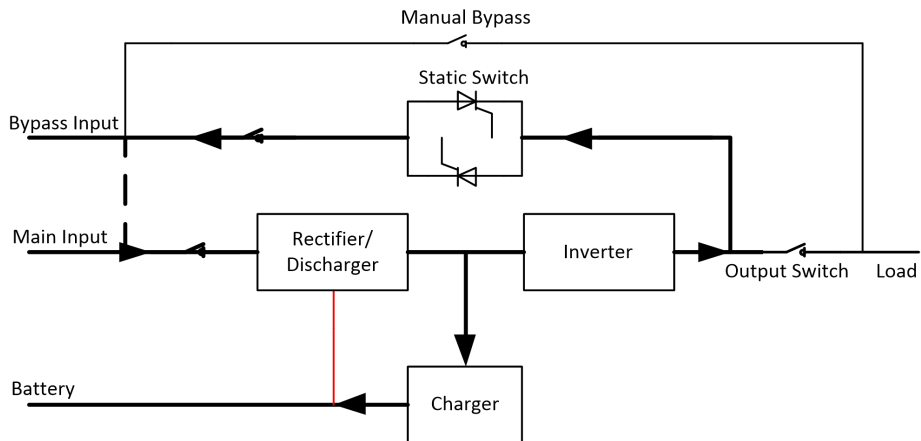 Manual Bypass
Static Switch
Bypass Input
Main Input
Rectifier/
Discharger
Inverter
Output Switch
Load
Battery
Charger